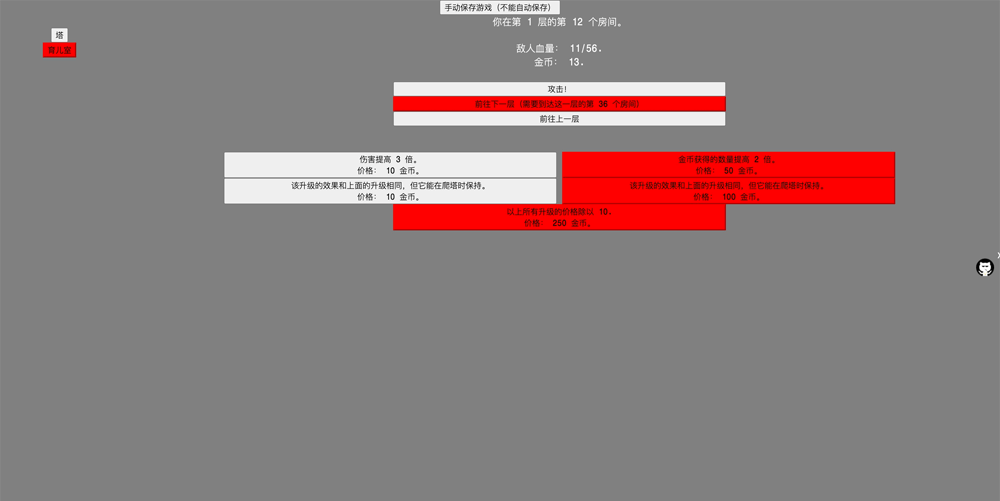 手动保存游戏（不能自动保存）
你在第 1 层的第 12 个房间。
塔
育儿室
敌人血量： 11/56.
金币： 13.
攻击！
前往下一层（需要到达这一层的第 36 个房间）
前往上一层
伤害提高 3 倍。
价格： 10 金币。
金币获得的数量提高 2 倍。
价格： 50 金币。
该升级的效果和上面的升级相同，但它能在爬塔时保持。
价格： 10 金币。
该升级的效果和上面的升级相同，但它能在爬塔时保持。
价格： 100 金币。
以上所有升级的价格除以 10.
价格： 250 金币。